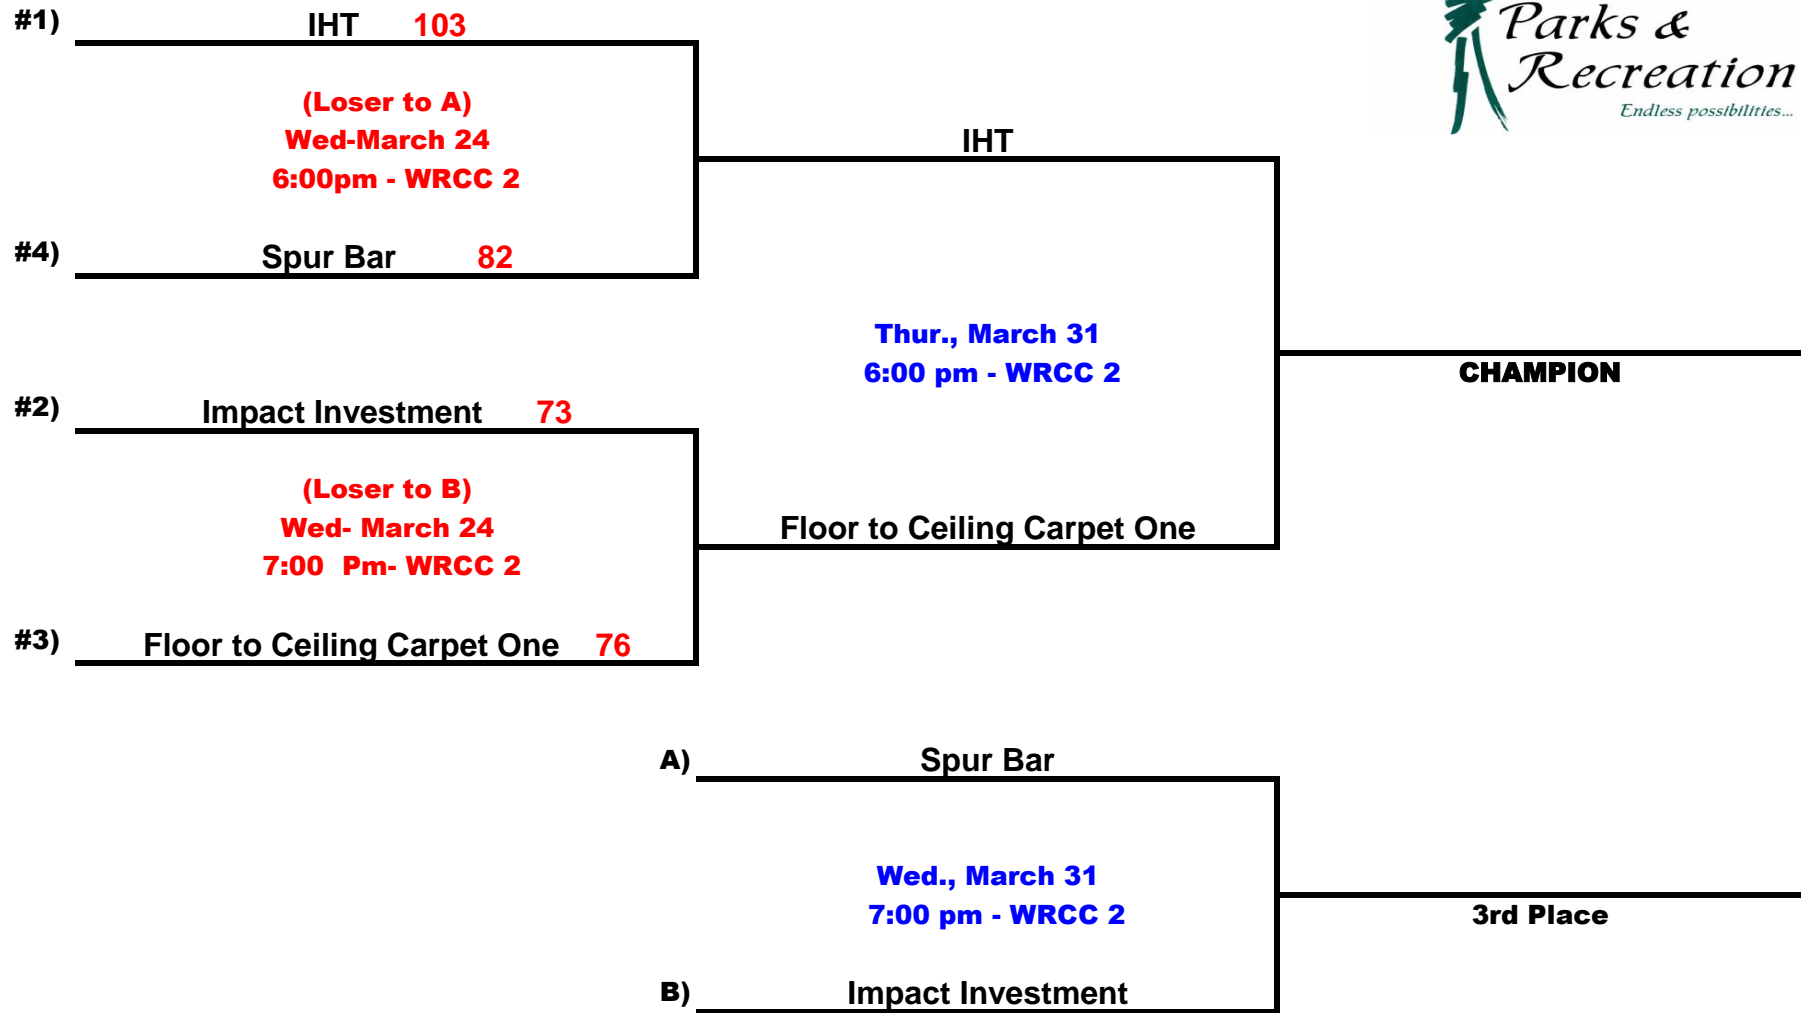 #1) IHT 103
Parks &
Recreation
Endless possibilities...
(Loser to A)
Wed-March 24
6:00pm - WRCC 2
IHT
#4) Spur Bar 82
Thur., March 31
6:00 pm - WRCC 2
CHAMPION
#2) Impact Investment 73
(Loser to B)
Wed- March 24
7:00 Pm- WRCC 2
Floor to Ceiling Carpet One
#3) Floor to Ceiling Carpet One 76
A) Spur Bar
Wed., March 31
7:00 pm - WRCC 2
3rd Place
B) Impact Investment